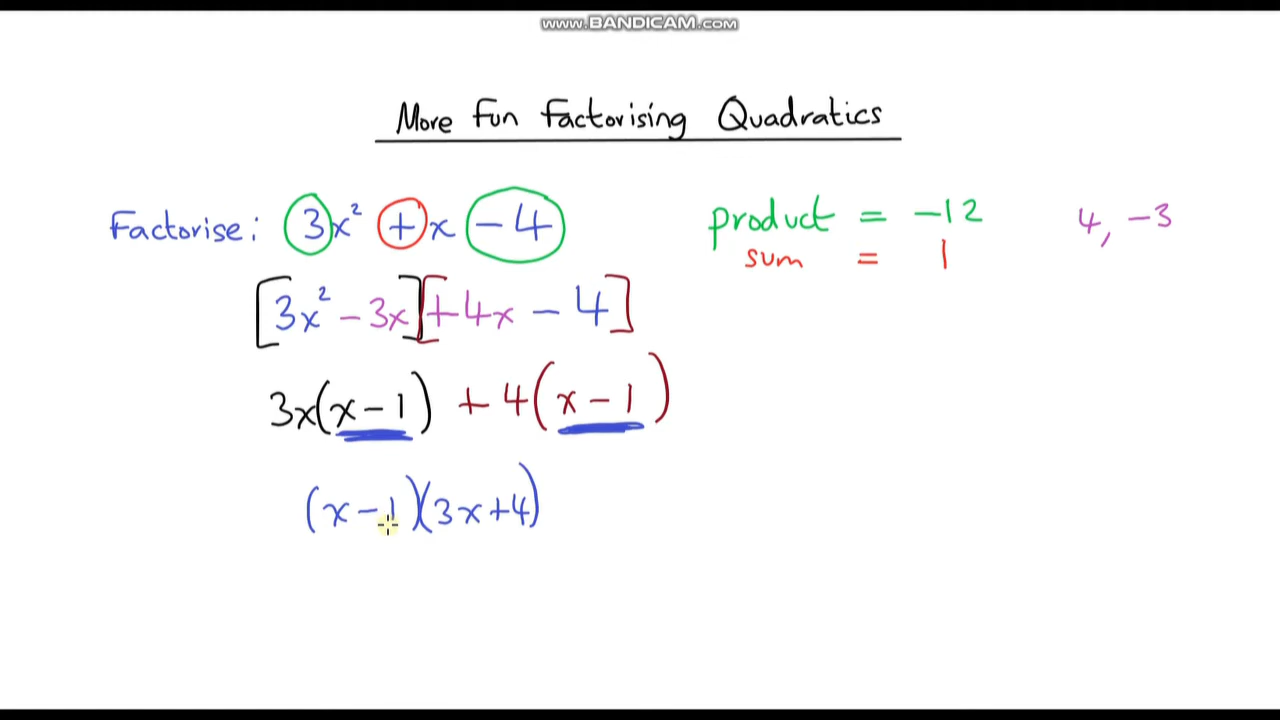 www.BANDICAM.com
More Fun Factorising Quadratics
Factorise: 3x² + x - 4 product = -12 4, -3
sum = 1
[3x² - 3x][+4x - 4]
3x(x - 1) + 4(x - 1)
(x - 1)(3x + 4)